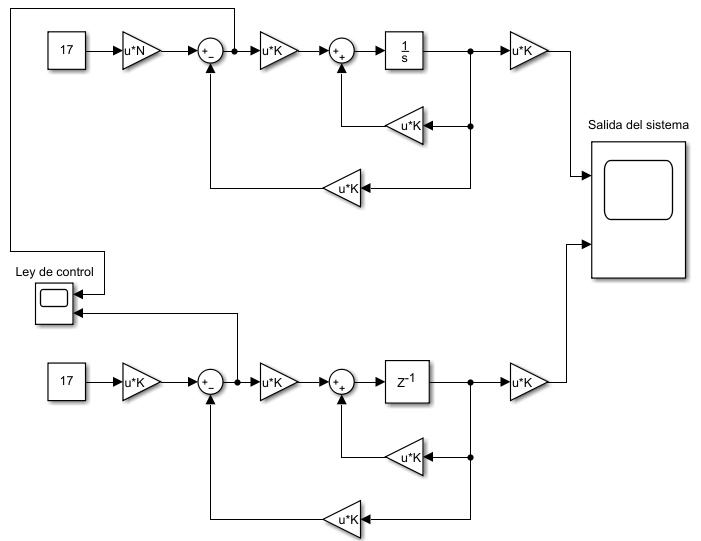 17
u*N
+
−
u*K
+
+
1
s
u*K
u*K
u*K
Salida del sistema
Ley de control
17
u*K
+
−
u*K
+
+
Z-1
u*K
u*K
u*K